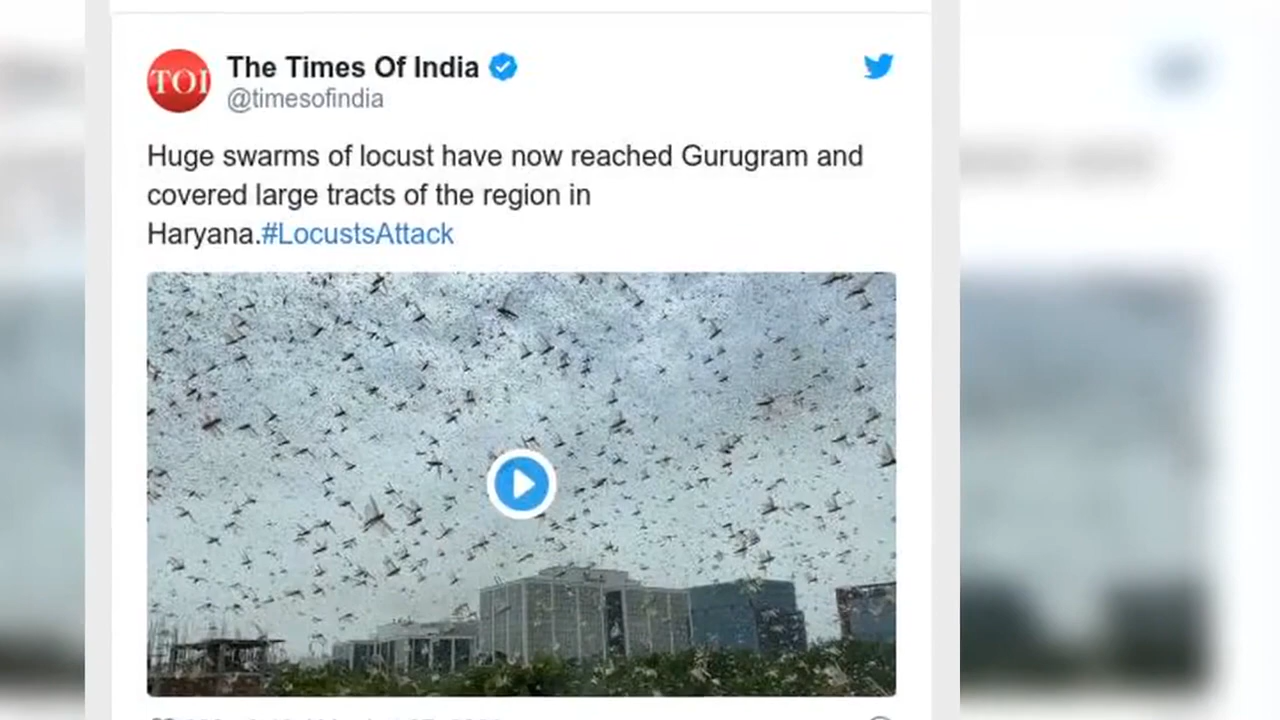 TOI
The Times Of India
@timesofindia
Huge swarms of locust have now reached Gurugram and
covered large tracts of the region in
Haryana.#LocustsAttack